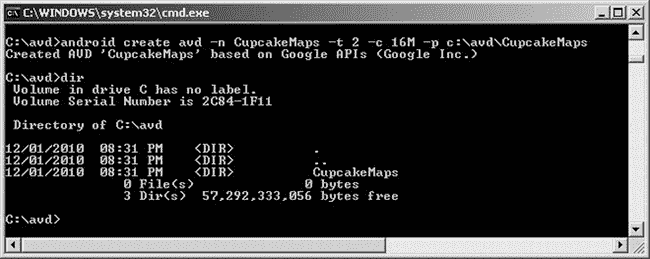 C:\WINDOWS\system32\cmd.exe
C:\avd>android create avd -n CupcakeMaps -t 2 -c 16M -p c:\avd\CupcakeMaps
Created AVD 'CupcakeMaps' based on Google APIs (Google Inc.)
C:\avd>dir
Volume in drive C has no label.
Volume Serial Number is 2C84-1F11
Directory of C:\avd
12/01/2010  08:31 PM    <DIR>          .
12/01/2010  08:31 PM    <DIR>          ..
12/01/2010  08:31 PM    <DIR>          CupcakeMaps
0 File(s)              0 bytes
3 Dir(s)  57,292,333,056 bytes free
C:\avd>